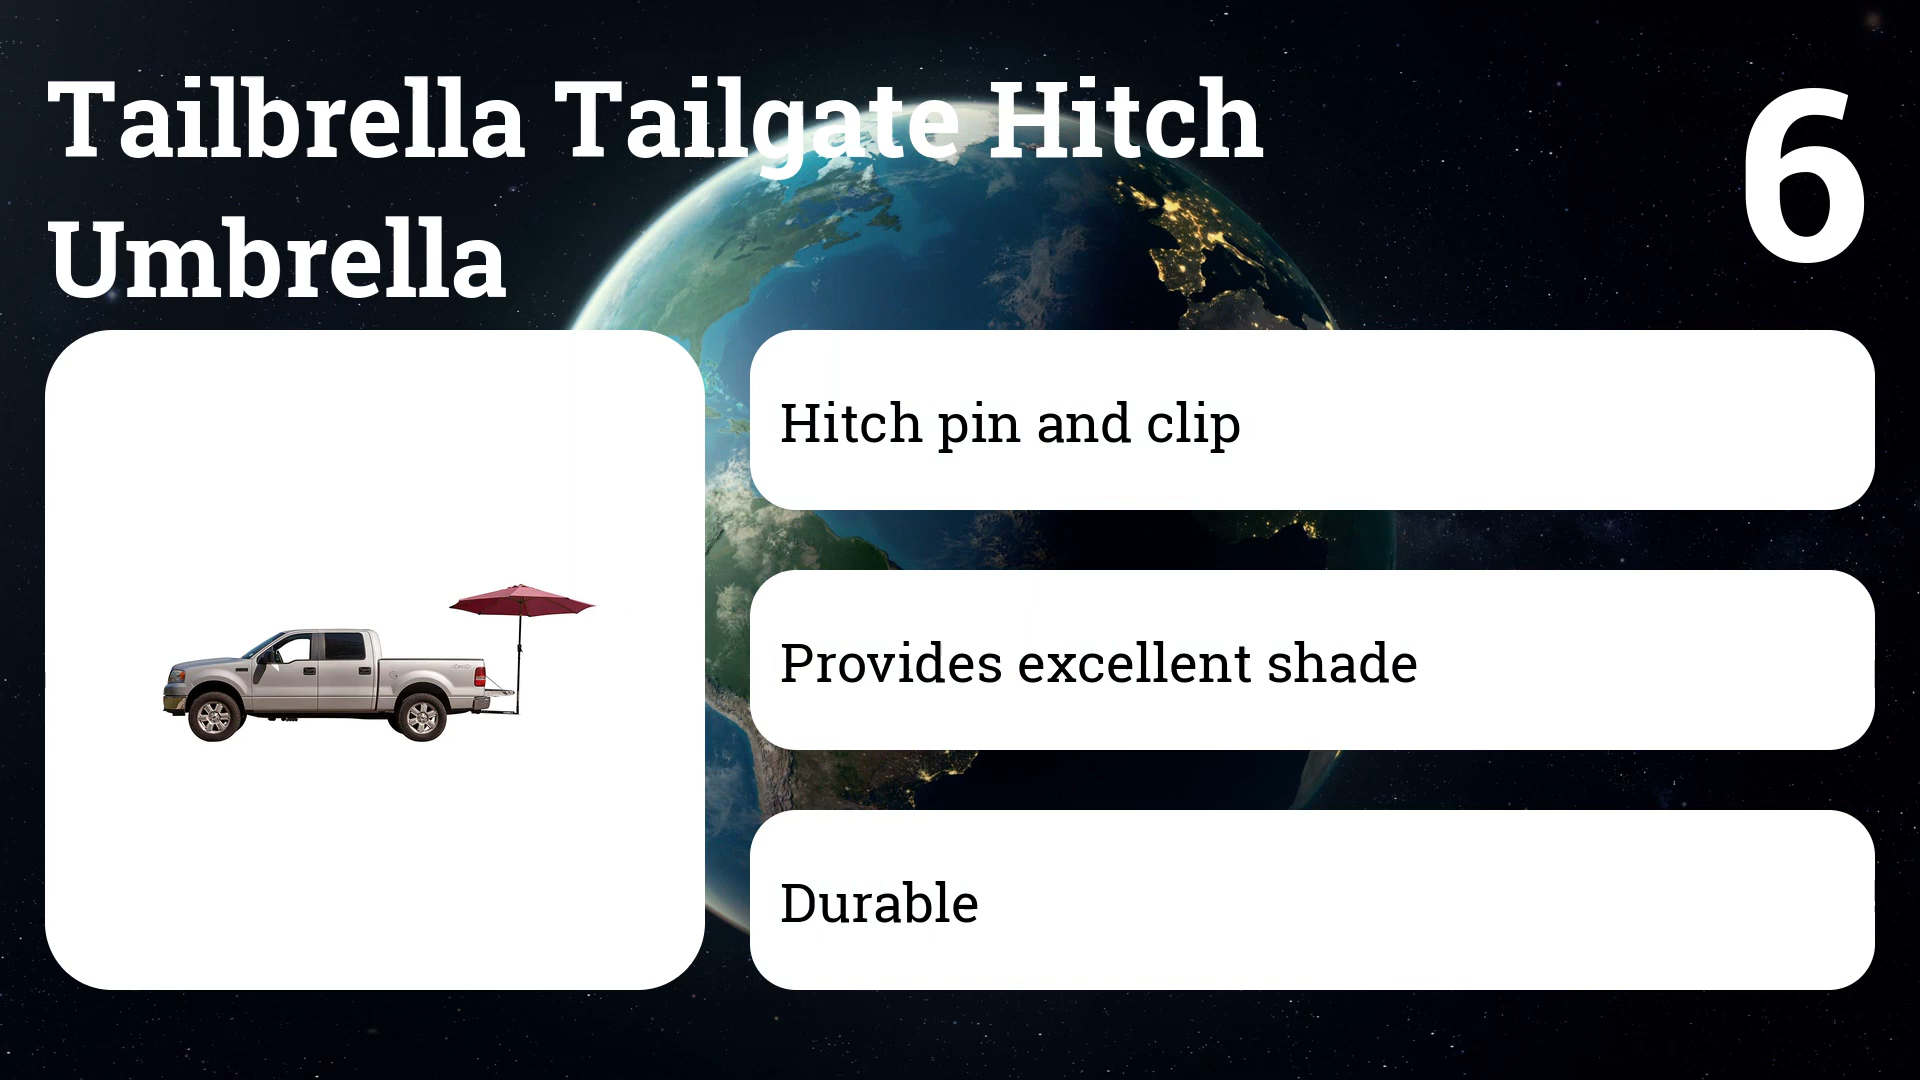 Tailbrella Tailgate Hitch
Umbrella
6
Hitch pin and clip
Provides excellent shade
Durable